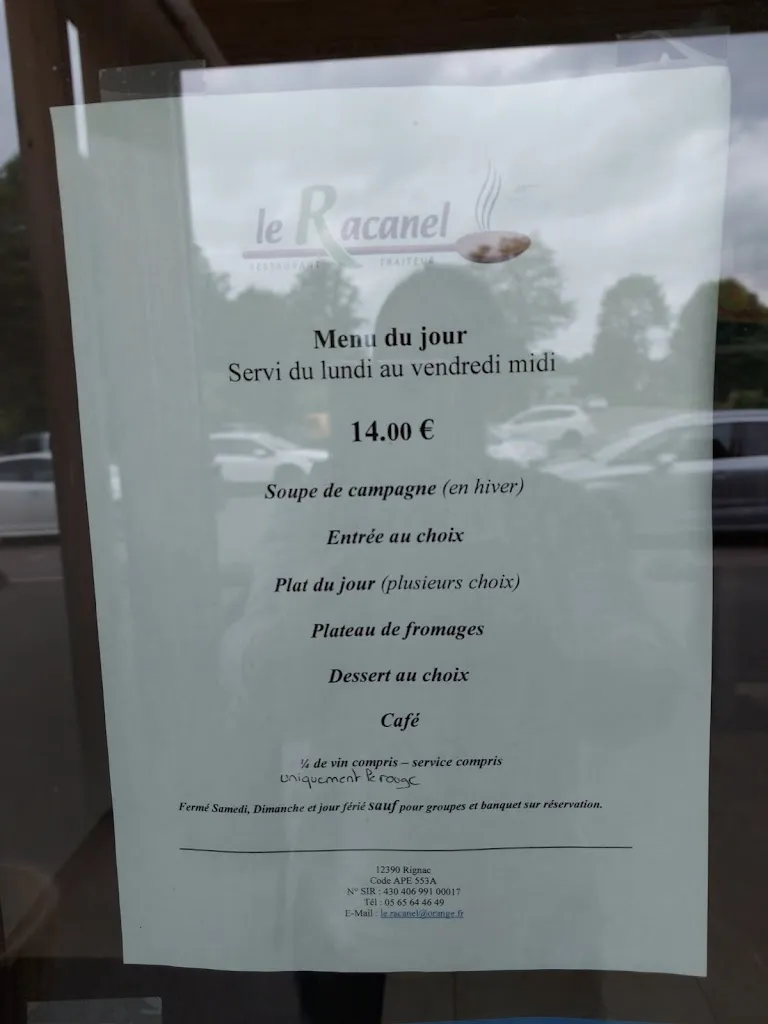 le Racanel
RESTAURANT TRAITEUR
Menu du jour
Servi du lundi au vendredi midi
14.00 €
Soupe de campagne (en hiver)
Entrée au choix
Plat du jour (plusieurs choix)
Plateau de fromages
Dessert au choix
Café
¼ de vin compris – service compris
uniquement le rouge
Fermé Samedi, Dimanche et jour férié sauf pour groupes et banquet sur réservation.
12390 Rignac
Code APE 553A
N° SIR : 430 406 991 00017
Tél : 05 65 64 46 49
E-Mail : le.racanel@orange.fr